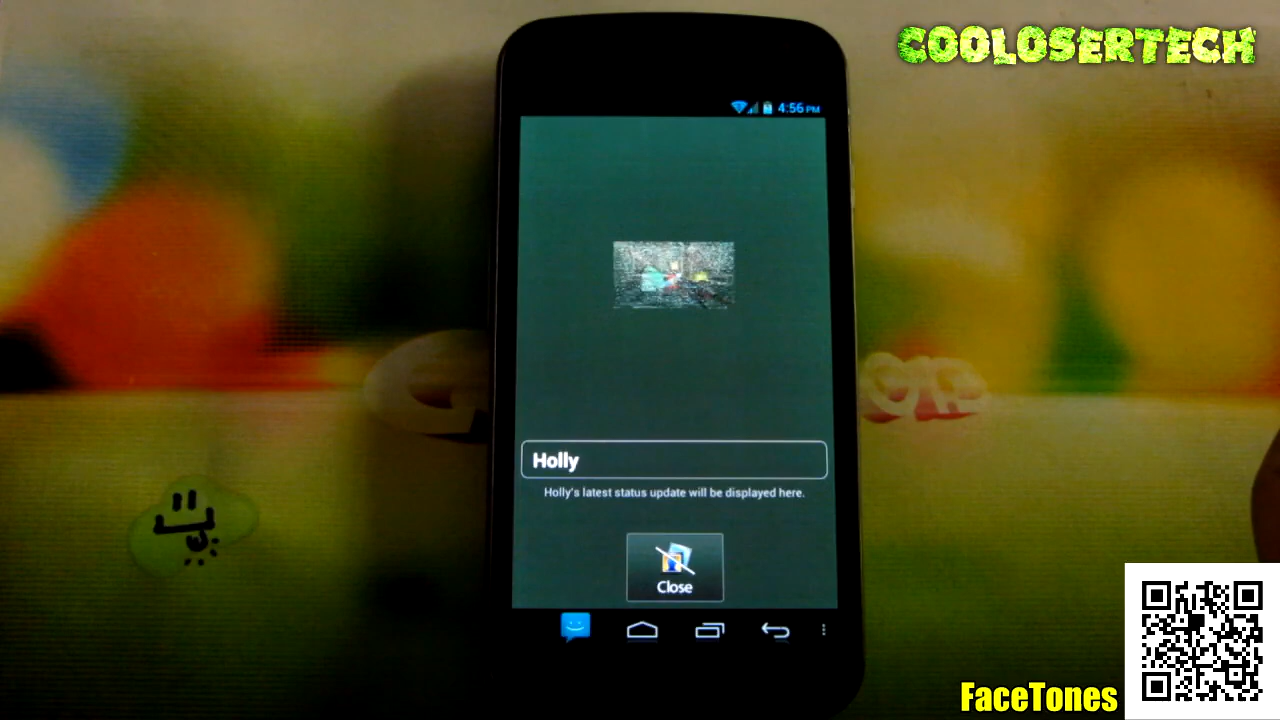 COOLOSERTECH
4:56 PM
Holly
Holly's latest status update will be displayed here.
Close
FaceTones